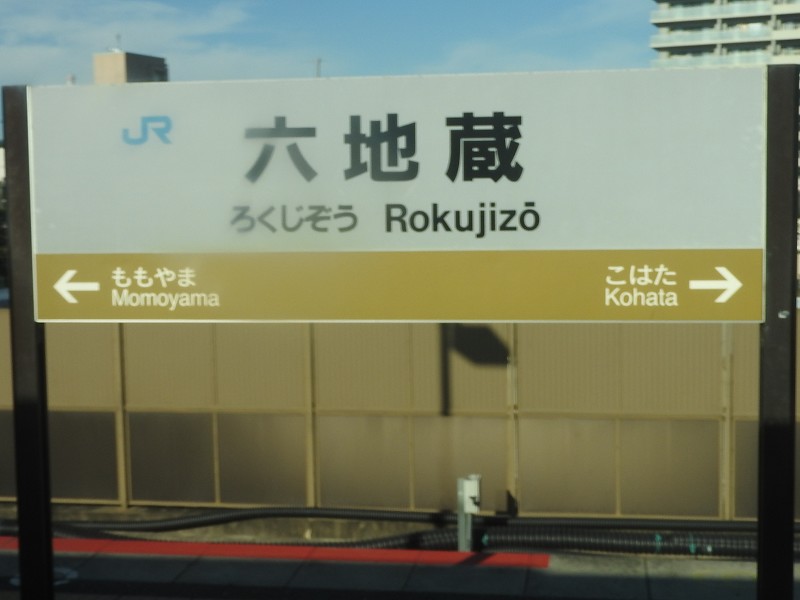 JR
六地蔵
ろくじぞう Rokujizō
ももやま
Momoyama
こはた
Kohata